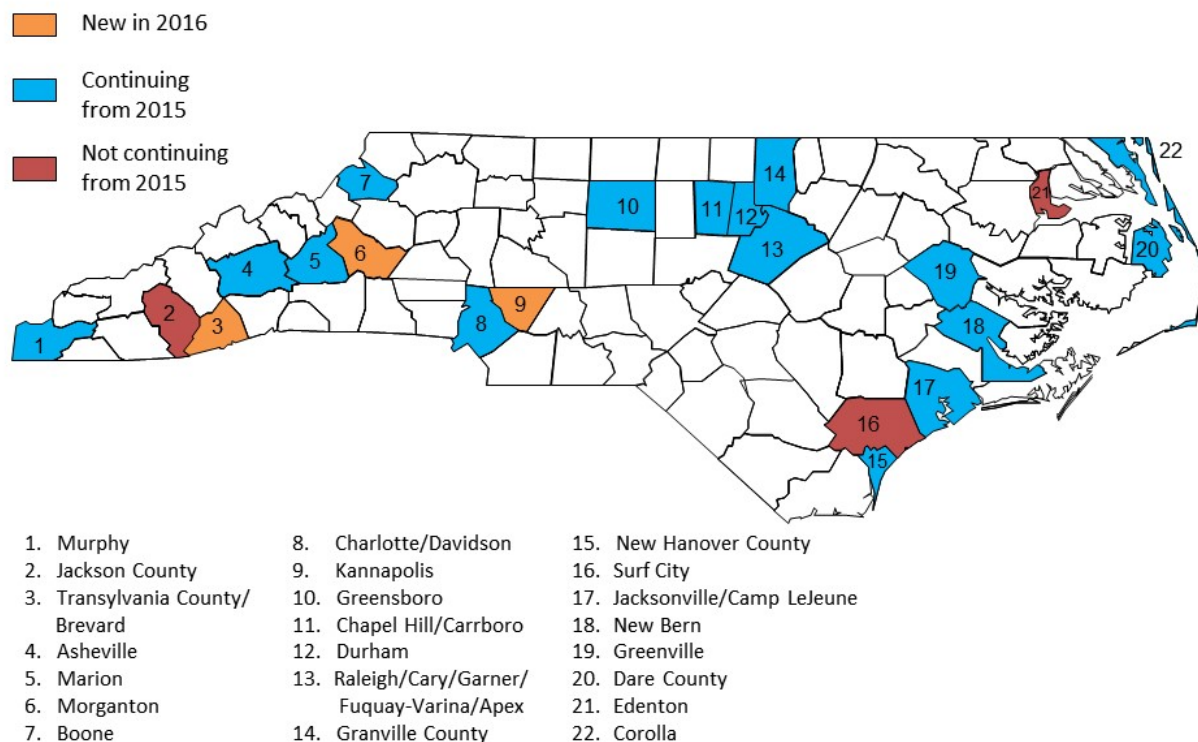 New in 2016
Continuing
from 2015
Not continuing
from 2015
22
7
14
21
10
11
12
6
13
4
5
20
19
2
9
3
8
18
1
17
16
15
1. Murphy
2. Jackson County
3. Transylvania County/
Brevard
4. Asheville
5. Marion
6. Morganton
7. Boone
8. Charlotte/Davidson
9. Kannapolis
10. Greensboro
11. Chapel Hill/Carrboro
12. Durham
13. Raleigh/Cary/Garner/
Fuquay-Varina/Apex
14. Granville County
15. New Hanover County
16. Surf City
17. Jacksonville/Camp LeJeune
18. New Bern
19. Greenville
20. Dare County
21. Edenton
22. Corolla